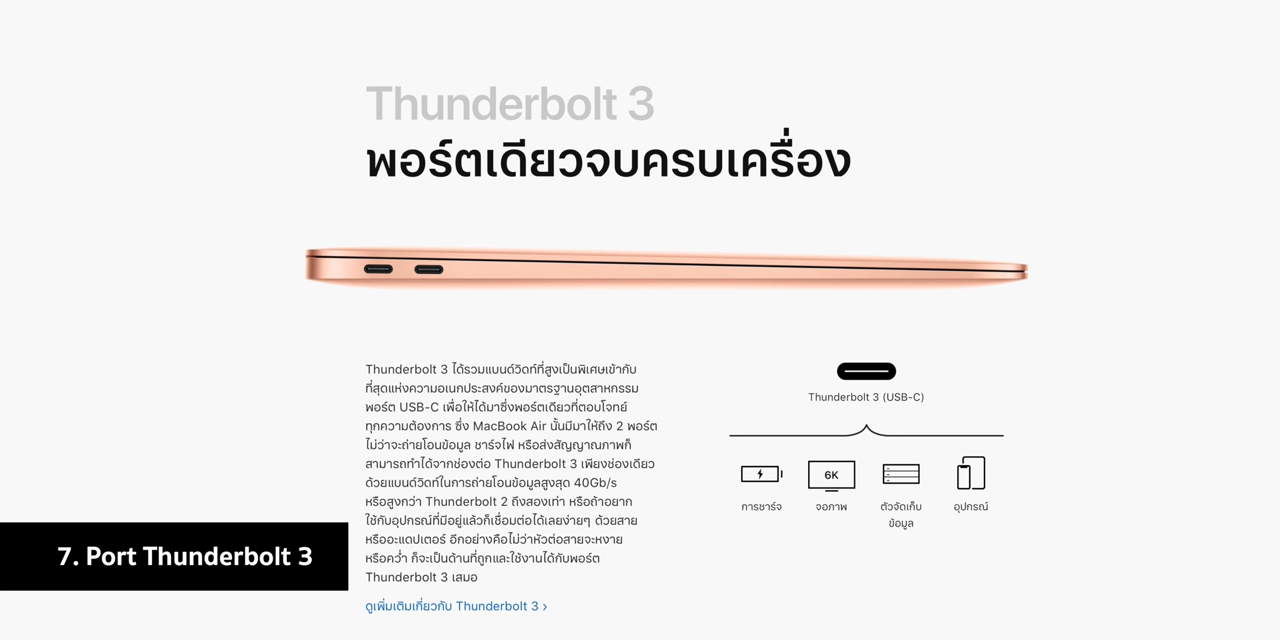 Thunderbolt 3
พอร์ตเดียวจบครบเครื่อง
Thunderbolt 3 ได้รวมแบนด์วิดท์ที่สูงเป็นพิเศษเข้ากับ
ที่สุดแห่งความอเนกประสงค์ของมาตรฐานอุตสาหกรรม
พอร์ต USB-C เพื่อให้ได้มาซึ่งพอร์ตเดียวที่ตอบโจทย์
ทุกความต้องการ ซึ่ง MacBook Air นั้นมีมาให้ถึง 2 พอร์ต
ไม่ว่าจะถ่ายโอนข้อมูล ชาร์จไฟ หรือส่งสัญญาณภาพก็
สามารถทำได้จากช่องต่อ Thunderbolt 3 เพียงช่องเดียว
ด้วยแบนด์วิดท์ในการถ่ายโอนข้อมูลสูงสุด 40Gb/s
หรือสูงกว่า Thunderbolt 2 ถึงสองเท่า หรือถ้าอยาก
ใช้กับอุปกรณ์ที่มีอยู่แล้วก็เชื่อมต่อได้เลยง่ายๆ ด้วยสาย
หรืออะแดปเตอร์ อีกอย่างคือไม่ว่าหัวต่อสายจะหงาย
หรือคว่ำ ก็จะเป็นด้านที่ถูกและใช้งานได้กับพอร์ต
Thunderbolt 3 เสมอ
ดูเพิ่มเติมเกี่ยวกับ Thunderbolt 3 ›
Thunderbolt 3 (USB-C)
6K
การชาร์จ
จอภาพ
ตัวจัดเก็บ
ข้อมูล
อุปกรณ์
7. Port Thunderbolt 3